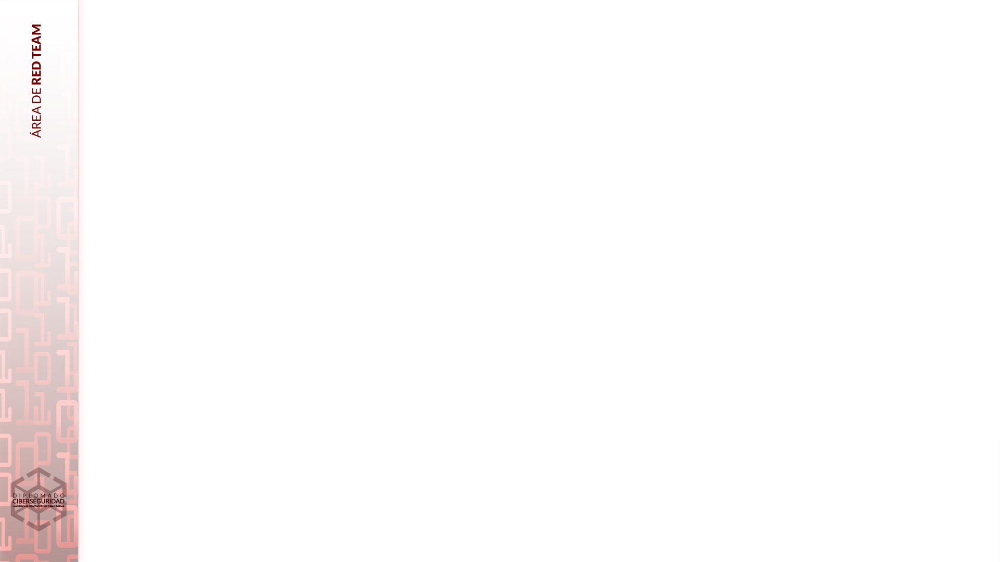 ÁREA DE RED TEAM
DIPLOMADO
CIBERSEGURIDAD